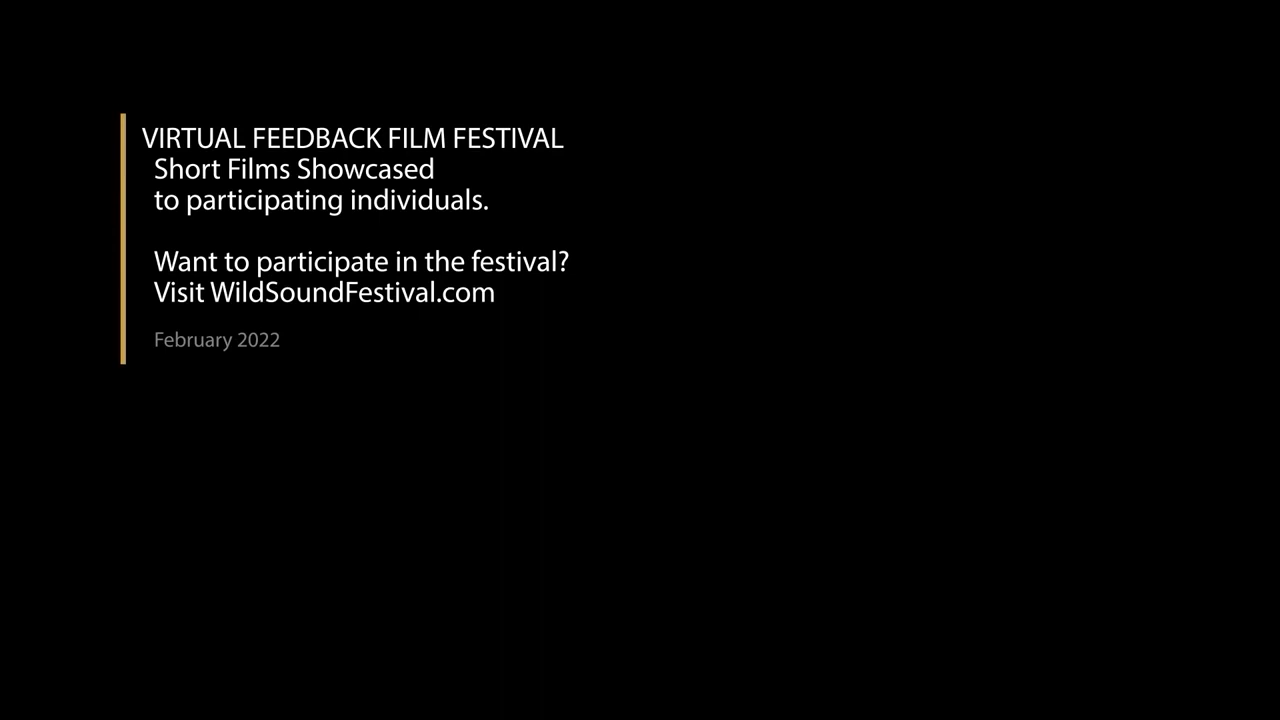 VIRTUAL FEEDBACK FILM FESTIVAL
Short Films Showcased
to participating individuals.
Want to participate in the festival?
Visit WildSoundFestival.com
February 2022